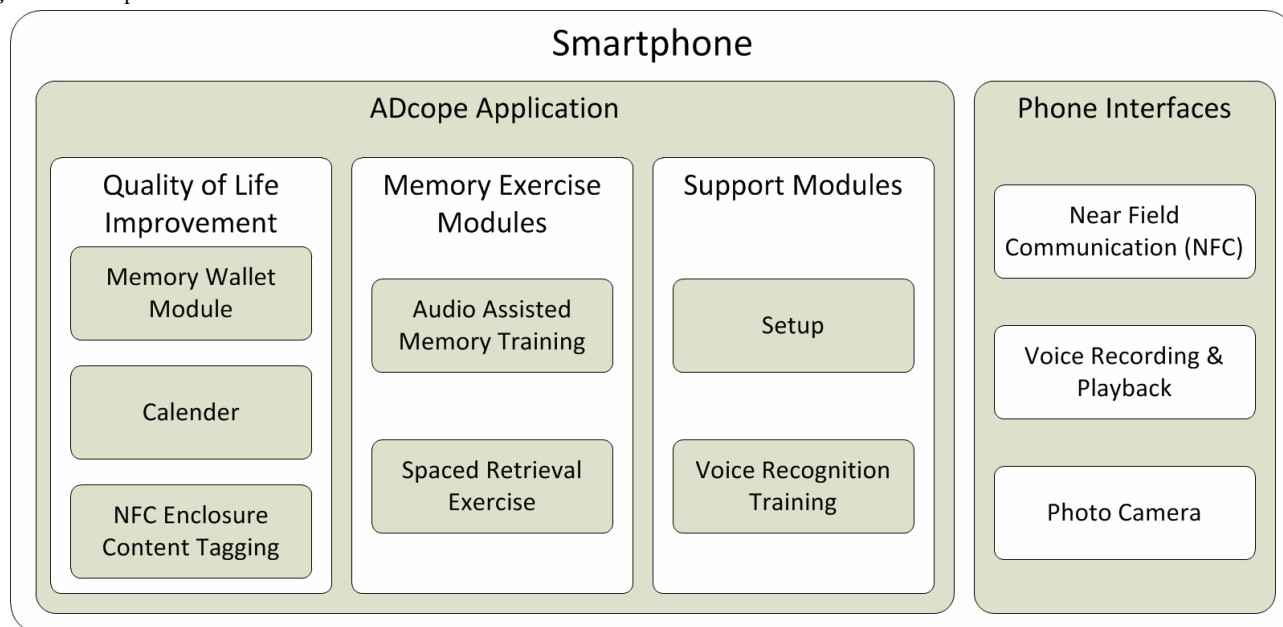 Smartphone
ADcope Application
Quality of Life
Improvement
Memory Wallet
Module
Calender
NFC Enclosure
Content Tagging
Memory Exercise
Modules
Audio Assisted
Memory Training
Spaced Retrieval
Exercise
Support Modules
Setup
Voice Recognition
Training
Phone Interfaces
Near Field
Communication (NFC)
Voice Recording &
Playback
Photo Camera